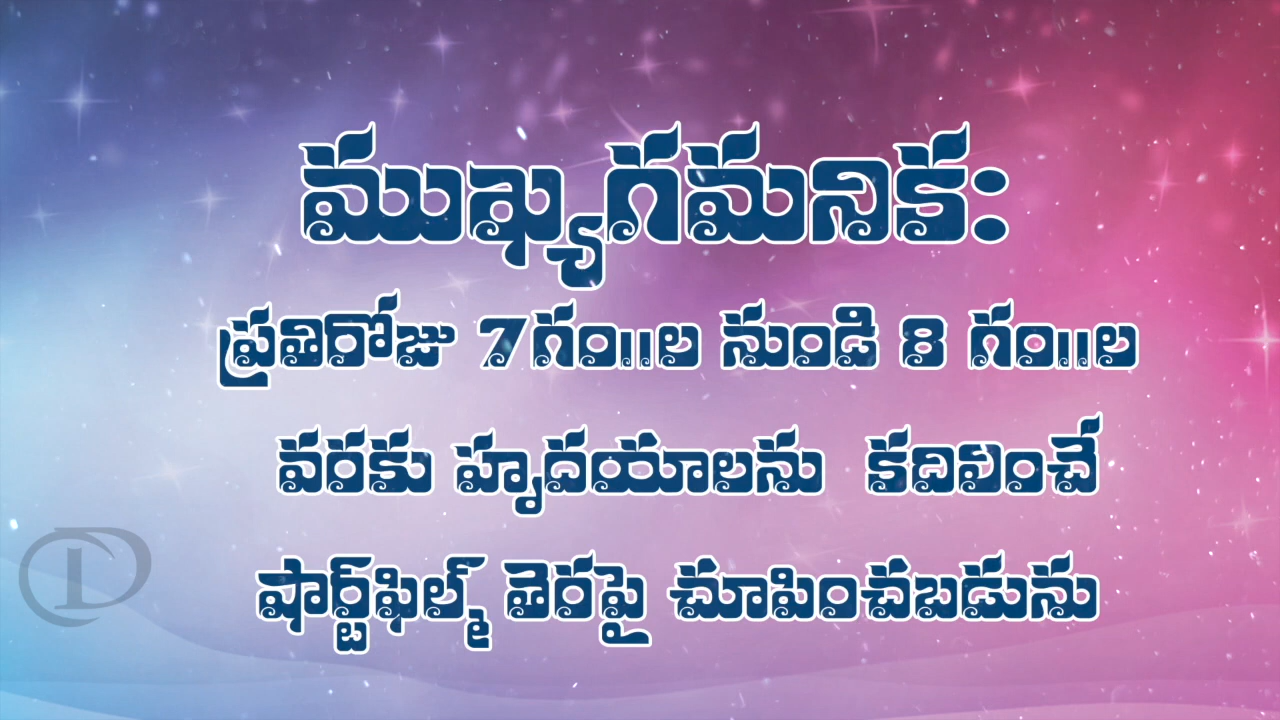 ముఖ్యగమనిక:
ప్రతిరోజు 7గం॥ల నుండి 8 గం॥ల
వరకు హృదయాలను కదిలించే
షార్ట్‌ఫిల్మ్ తెరపై చూపించబడును